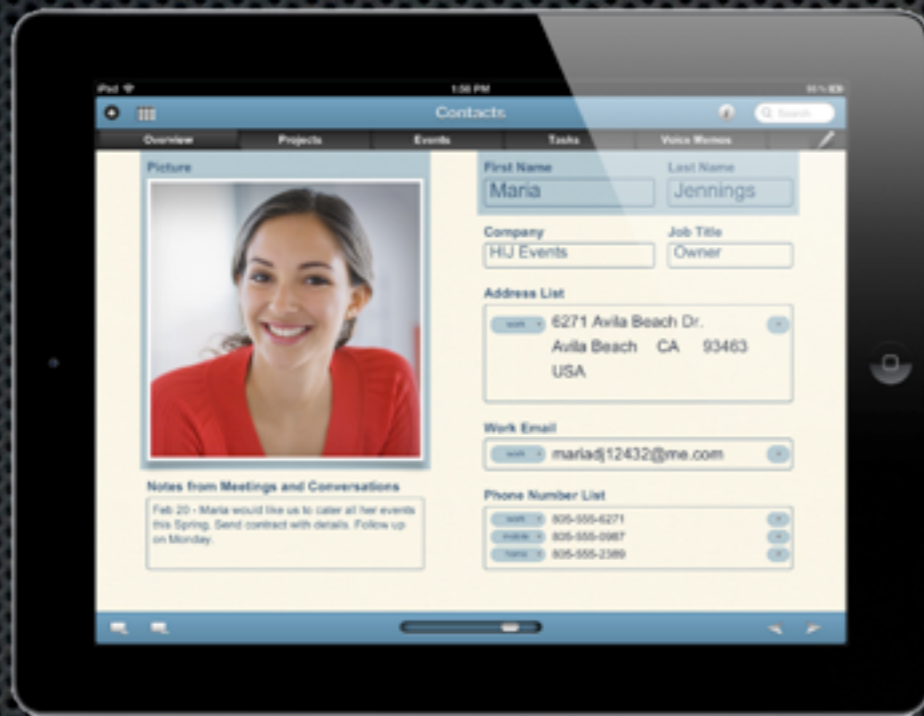 iPad
1:56 PM
Contacts
Search
Overview Projects Events Tasks Voice Memos
Picture
First Name Last Name
Maria Jennings
Company Job Title
HIJ Events Owner
Address List
work 6271 Avila Beach Dr.
Avila Beach CA 93463
USA
Work Email
work mariadj12432@me.com
Notes from Meetings and Conversations
Feb 20 - Maria would like us to cater all her events
this Spring. Send contract with details. Follow up
on Monday.
Phone Number List
work 805-555-6271
mobile 805-555-0987
home 805-555-2389